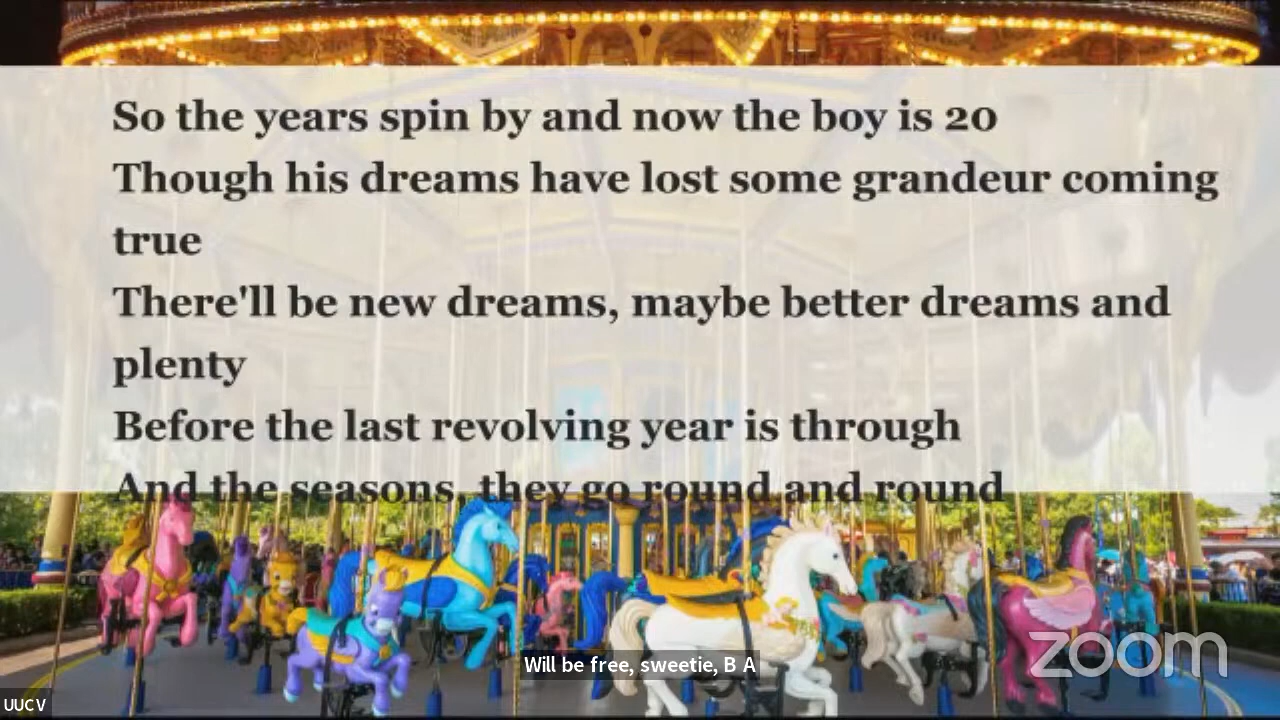 So the years spin by and now the boy is 20
Though his dreams have lost some grandeur coming
true
There'll be new dreams, maybe better dreams and
plenty
Before the last revolving year is through
And the seasons, they go round and round
Will be free, sweetie, B A
zoom
UUCV